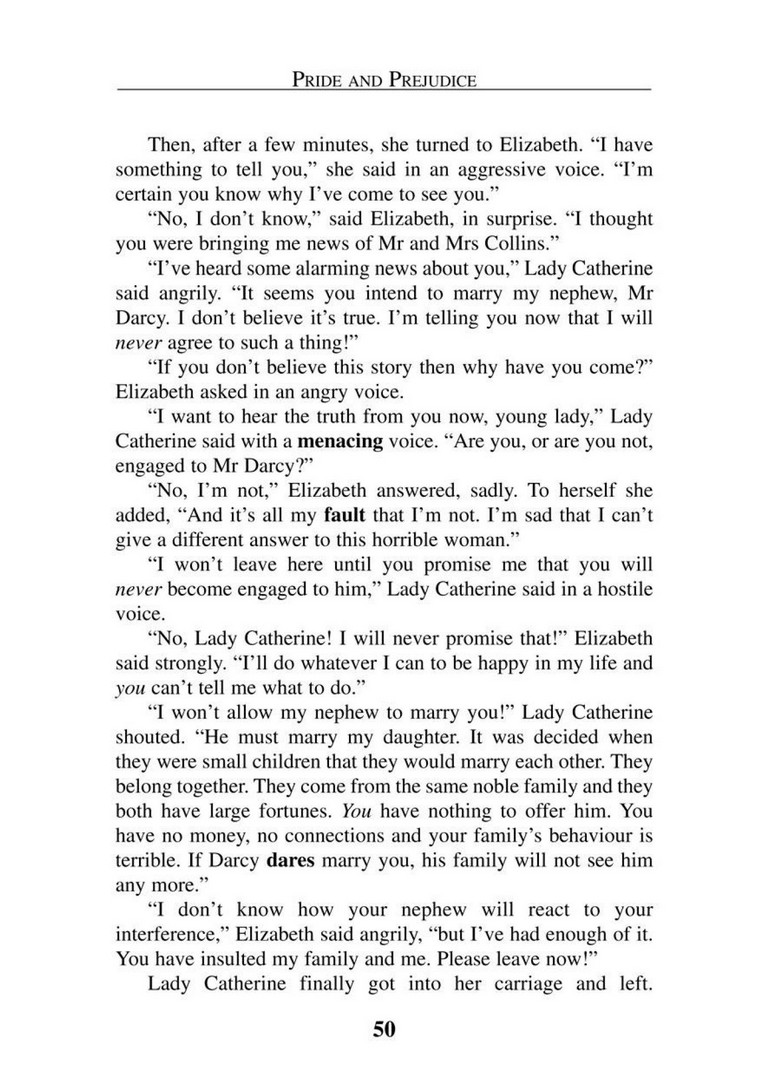 PRIDE AND PREJUDICE
Then, after a few minutes, she turned to Elizabeth. “I have
something to tell you,” she said in an aggressive voice. “I’m
certain you know why I’ve come to see you.”
“No, I don’t know,” said Elizabeth, in surprise. “I thought
you were bringing me news of Mr and Mrs Collins.”
“I’ve heard some alarming news about you,” Lady Catherine
said angrily. “It seems you intend to marry my nephew, Mr
Darcy. I don’t believe it’s true. I’m telling you now that I will
never agree to such a thing!”
“If you don’t believe this story then why have you come?”
Elizabeth asked in an angry voice.
“I want to hear the truth from you now, young lady,” Lady
Catherine said with a menacing voice. “Are you, or are you not,
engaged to Mr Darcy?”
“No, I’m not,” Elizabeth answered, sadly. To herself she
added, “And it’s all my fault that I’m not. I’m sad that I can’t
give a different answer to this horrible woman.”
“I won’t leave here until you promise me that you will
never become engaged to him,” Lady Catherine said in a hostile
voice.
“No, Lady Catherine! I will never promise that!” Elizabeth
said strongly. “I’ll do whatever I can to be happy in my life and
you can’t tell me what to do.”
“I won’t allow my nephew to marry you!” Lady Catherine
shouted. “He must marry my daughter. It was decided when
they were small children that they would marry each other. They
belong together. They come from the same noble family and they
both have large fortunes. You have nothing to offer him. You
have no money, no connections and your family’s behaviour is
terrible. If Darcy dares marry you, his family will not see him
any more.”
“I don’t know how your nephew will react to your
interference,” Elizabeth said angrily, “but I’ve had enough of it.
You have insulted my family and me. Please leave now!”
Lady Catherine finally got into her carriage and left.
50